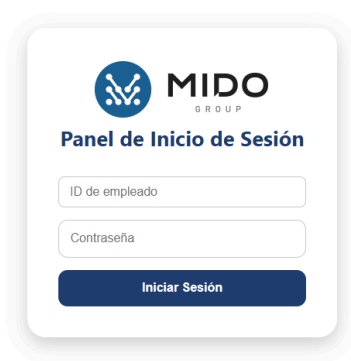 MIDO
GROUP
Panel de Inicio de Sesión
ID de empleado
Contraseña
Iniciar Sesión